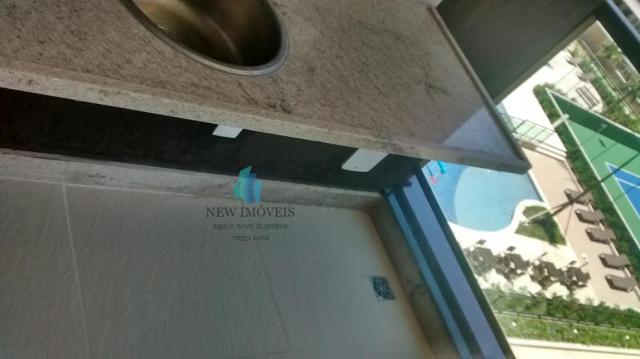 NEW IMÓVEIS
aqui o novo acontece